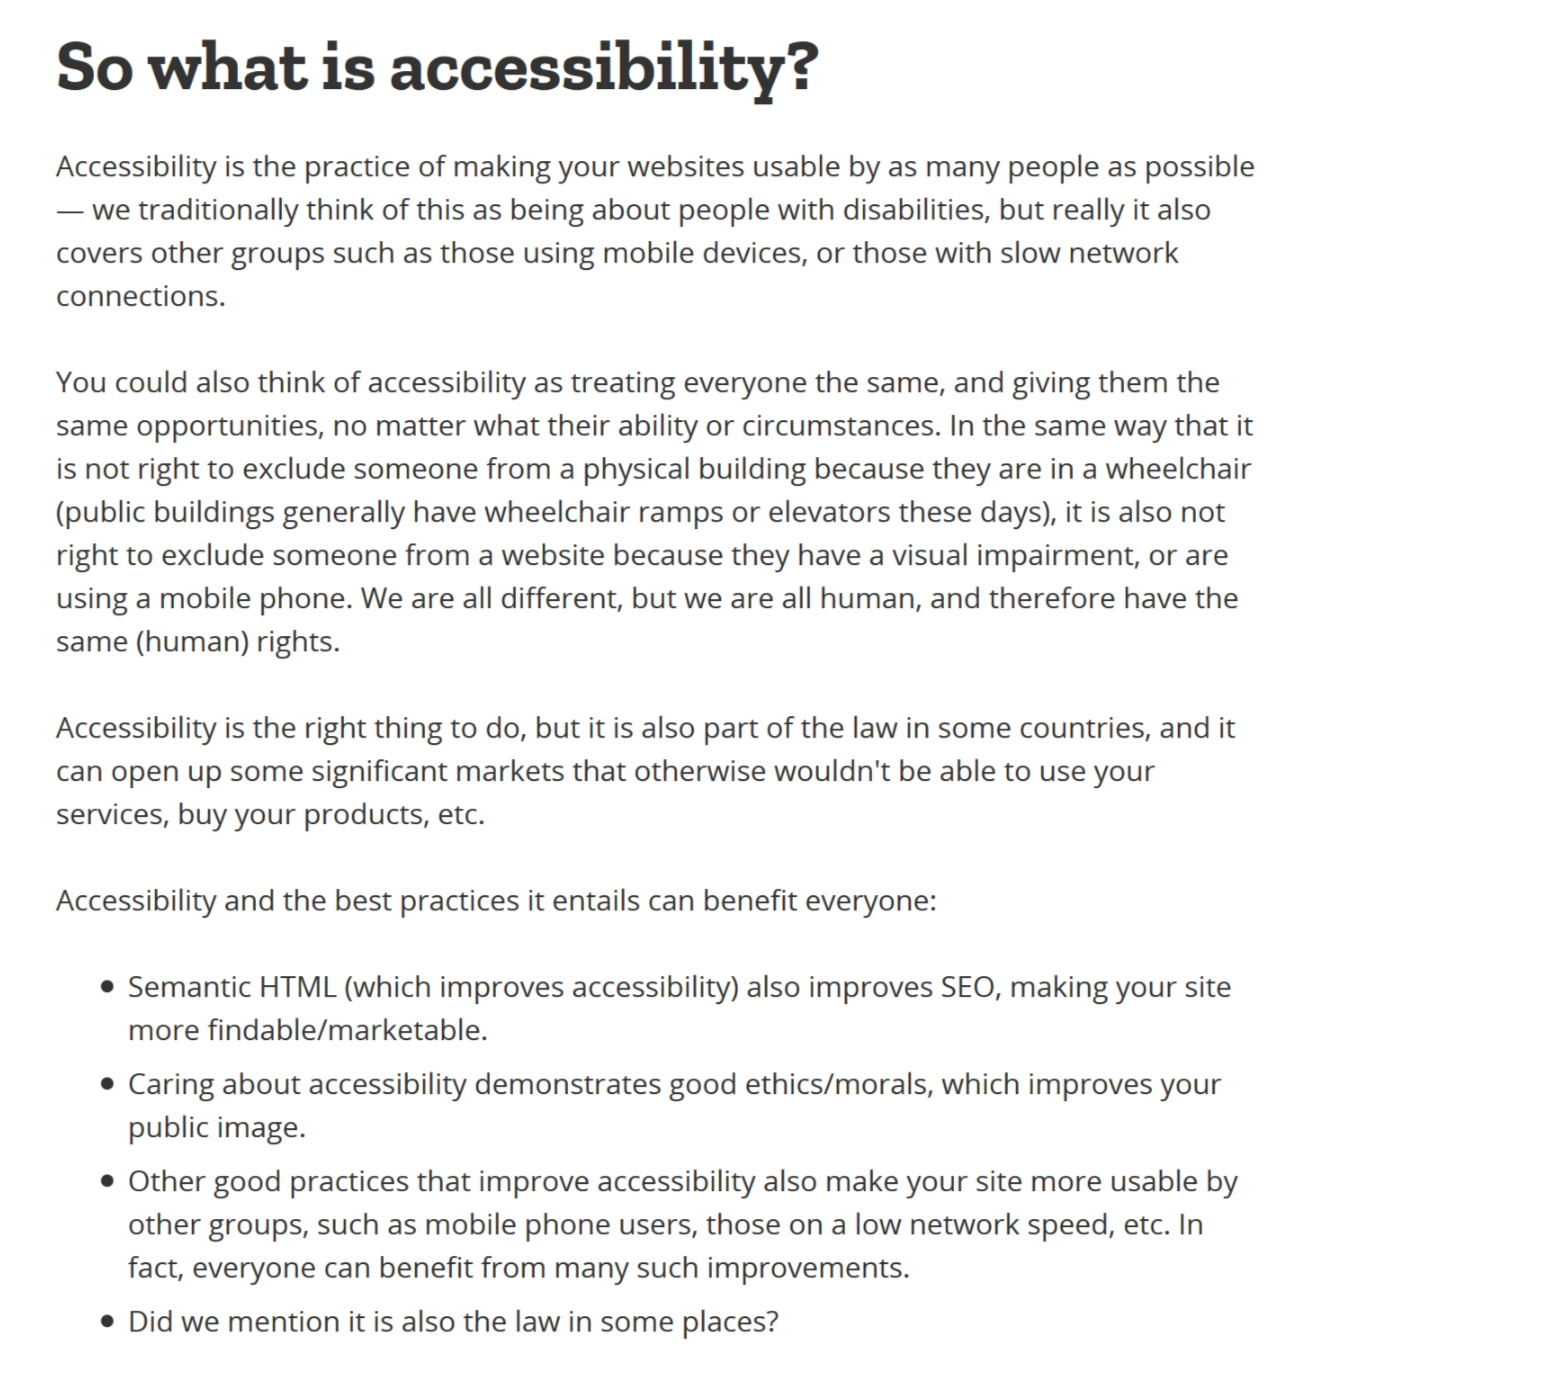 So what is accessibility?
Accessibility is the practice of making your websites usable by as many people as possible
— we traditionally think of this as being about people with disabilities, but really it also
covers other groups such as those using mobile devices, or those with slow network
connections.
You could also think of accessibility as treating everyone the same, and giving them the
same opportunities, no matter what their ability or circumstances. In the same way that it
is not right to exclude someone from a physical building because they are in a wheelchair
(public buildings generally have wheelchair ramps or elevators these days), it is also not
right to exclude someone from a website because they have a visual impairment, or are
using a mobile phone. We are all different, but we are all human, and therefore have the
same (human) rights.
Accessibility is the right thing to do, but it is also part of the law in some countries, and it
can open up some significant markets that otherwise wouldn't be able to use your
services, buy your products, etc.
Accessibility and the best practices it entails can benefit everyone:
• Semantic HTML (which improves accessibility) also improves SEO, making your site
more findable/marketable.
• Caring about accessibility demonstrates good ethics/morals, which improves your
public image.
• Other good practices that improve accessibility also make your site more usable by
other groups, such as mobile phone users, those on a low network speed, etc. In
fact, everyone can benefit from many such improvements.
• Did we mention it is also the law in some places?